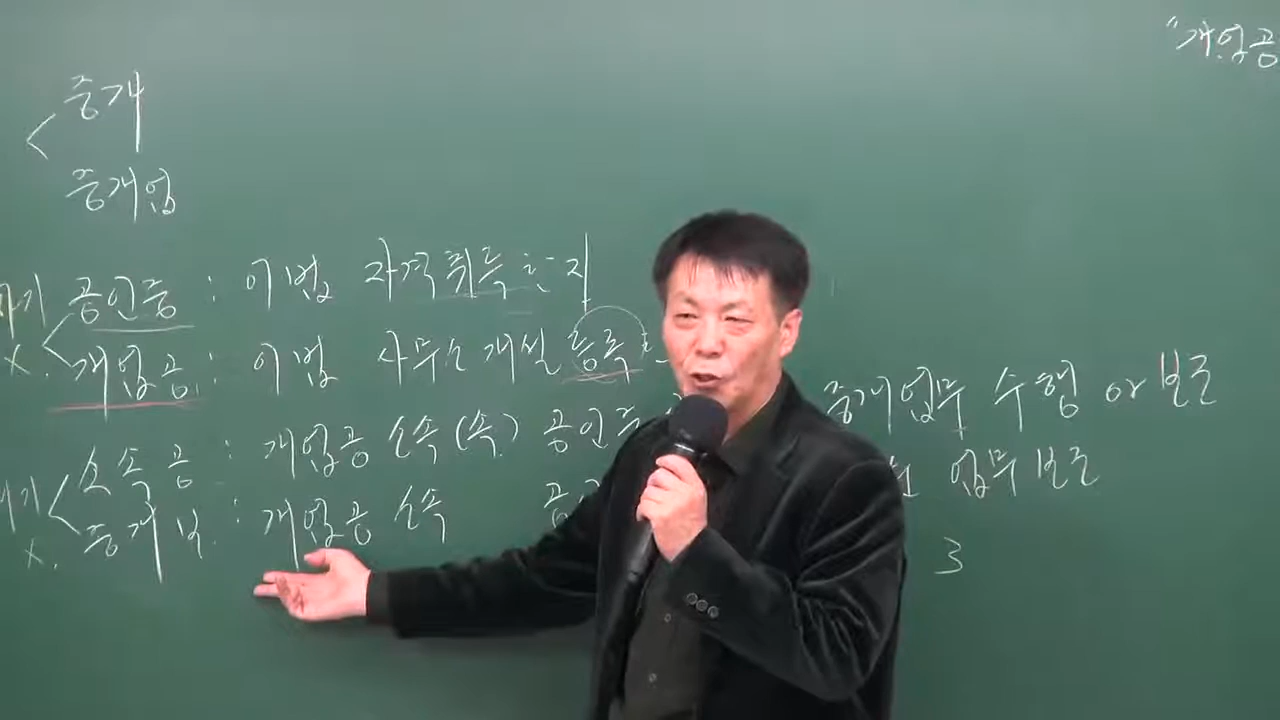 "개업공
중개
중개업
공인중 : 이법 자격취득한 자
X. 개업공 : 이법 사무소 개설 등록
소속공 : 개업공 소속(속) 공인중 중개업무 수행 or 보조
X. 중개보 : 개업공 소속 업무보조
3